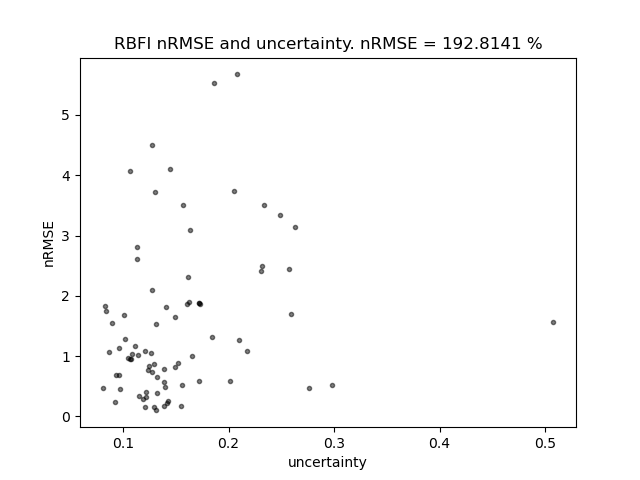 RBFI nRMSE and uncertainty. nRMSE = 192.8141 %
nRMSE
5
4
3
2
1
0
0.1 0.2 0.3 0.4 0.5
uncertainty